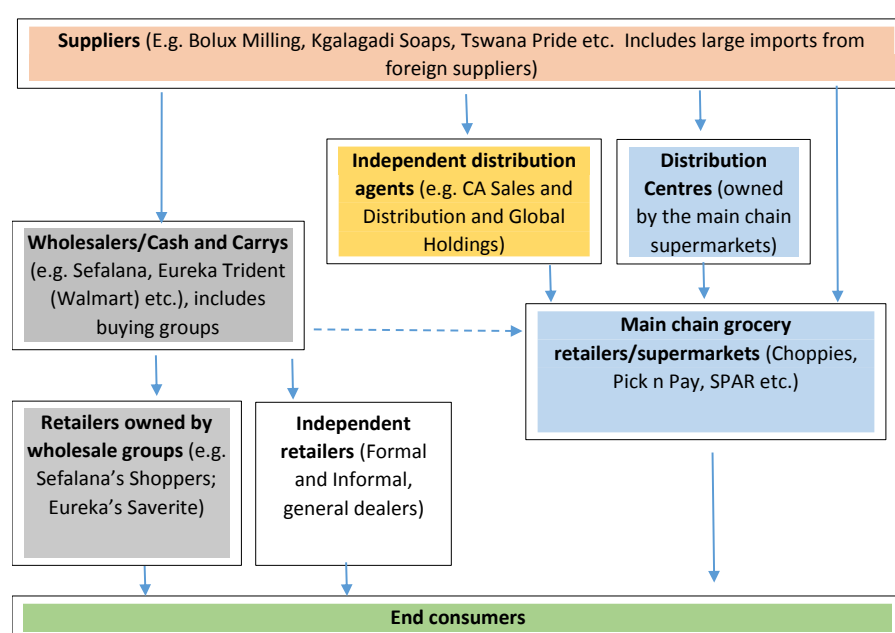 Suppliers (E.g. Bolux Milling, Kgalagadi Soaps, Tswana Pride etc.  Includes large imports from
foreign suppliers)
Independent distribution
agents (e.g. CA Sales and
Distribution and Global
Holdings)
Distribution
Centres (owned
by the main chain
supermarkets)
Wholesalers/Cash and Carrys
(e.g. Sefalana, Eureka Trident
(Walmart) etc.), includes
buying groups
Main chain grocery
retailers/supermarkets (Choppies,
Pick n Pay, SPAR etc.)
Retailers owned by
wholesale groups (e.g.
Sefalana’s Shoppers;
Eureka’s Saverite)
Independent
retailers (Formal
and Informal,
general dealers)
End consumers